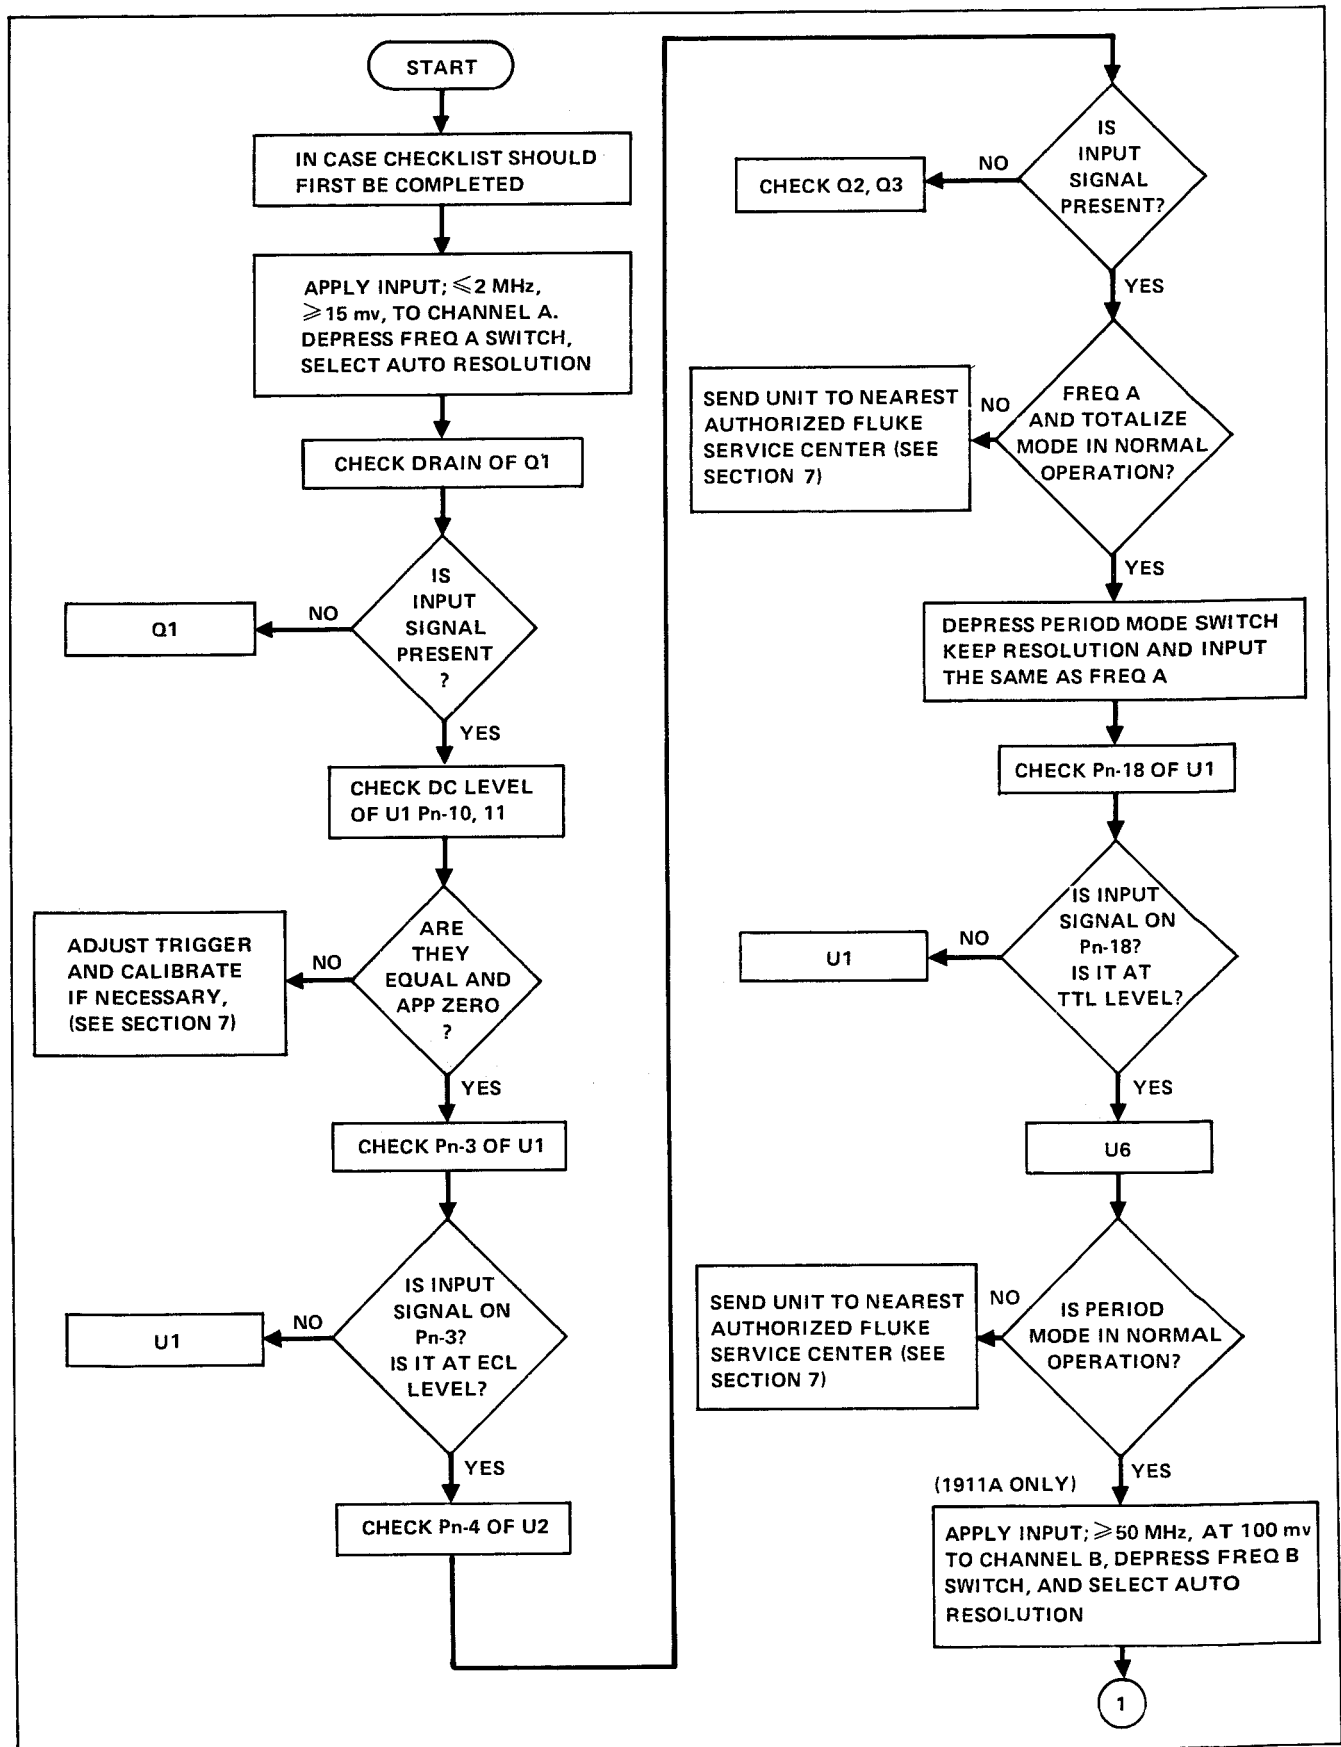 START
IN CASE CHECKLIST SHOULD
FIRST BE COMPLETED
APPLY INPUT; ⩽2 MHz,
⩾15 mv, TO CHANNEL A.
DEPRESS FREQ A SWITCH,
SELECT AUTO RESOLUTION
CHECK DRAIN OF Q1
IS
INPUT
SIGNAL
PRESENT
?
NO
Q1
YES
CHECK DC LEVEL
OF U1 Pn-10, 11
ARE
THEY
EQUAL AND
APP ZERO
?
NO
ADJUST TRIGGER
AND CALIBRATE
IF NECESSARY,
(SEE SECTION 7)
YES
CHECK Pn-3 OF U1
IS INPUT
SIGNAL ON
Pn-3?
IS IT AT ECL
LEVEL?
NO
U1
YES
CHECK Pn-4 OF U2
IS
INPUT
SIGNAL
PRESENT?
NO
CHECK Q2, Q3
YES
FREQ A
AND TOTALIZE
MODE IN NORMAL
OPERATION?
NO
SEND UNIT TO NEAREST
AUTHORIZED FLUKE
SERVICE CENTER (SEE
SECTION 7)
YES
DEPRESS PERIOD MODE SWITCH
KEEP RESOLUTION AND INPUT
THE SAME AS FREQ A
CHECK Pn-18 OF U1
IS INPUT
SIGNAL ON
Pn-18?
IS IT AT
TTL LEVEL?
NO
U1
YES
U6
IS PERIOD
MODE IN NORMAL
OPERATION?
NO
SEND UNIT TO NEAREST
AUTHORIZED FLUKE
SERVICE CENTER (SEE
SECTION 7)
YES
(1911A ONLY)
APPLY INPUT; ⩾50 MHz, AT 100 mv
TO CHANNEL B, DEPRESS FREQ B
SWITCH, AND SELECT AUTO
RESOLUTION
1